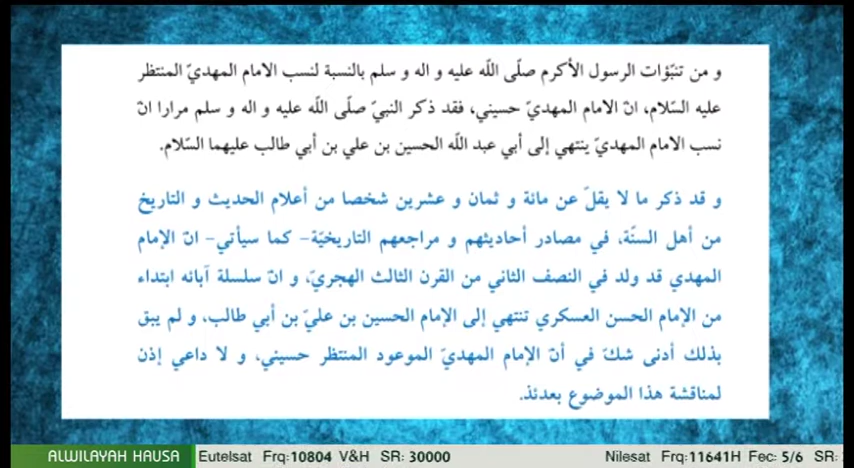 و من تنبّؤات الرسول الأكرم صلّى اللّه عليه و اله و سلم بالنسبة لنسب الامام المهديّ المنتظر
عليه السّلام، انّ الامام المهديّ حسيني، فقد ذكر النبيّ صلّى اللّه عليه و اله و سلم مرارا انّ
نسب الامام المهديّ ينتهي إلى أبي عبد اللّه الحسين بن علي بن أبي طالب عليهما السّلام.
و قد ذكر ما لا يقلّ عن مائة و ثمان و عشرين شخصا من أعلام الحديث و التاريخ
من أهل السنّة، في مصادر أحاديثهم و مراجعهم التاريخيّة- كما سيأتي- انّ الإمام
المهدي قد ولد في النصف الثاني من القرن الثالث الهجريّ، و انّ سلسلة آبائه ابتداء
من الإمام الحسن العسكري تنتهي إلى الإمام الحسين بن عليّ بن أبي طالب، و لم يبق
بذلك أدنى شكّ في أنّ الإمام المهديّ الموعود المنتظر حسيني، و لا داعي إذن
لمناقشة هذا الموضوع بعدئذ.
ALWILAYAH HAUSA Eutelsat Frq:10804 V&H SR: 30000 Nilesat Frq:11641H Fec: 5/6 SR: